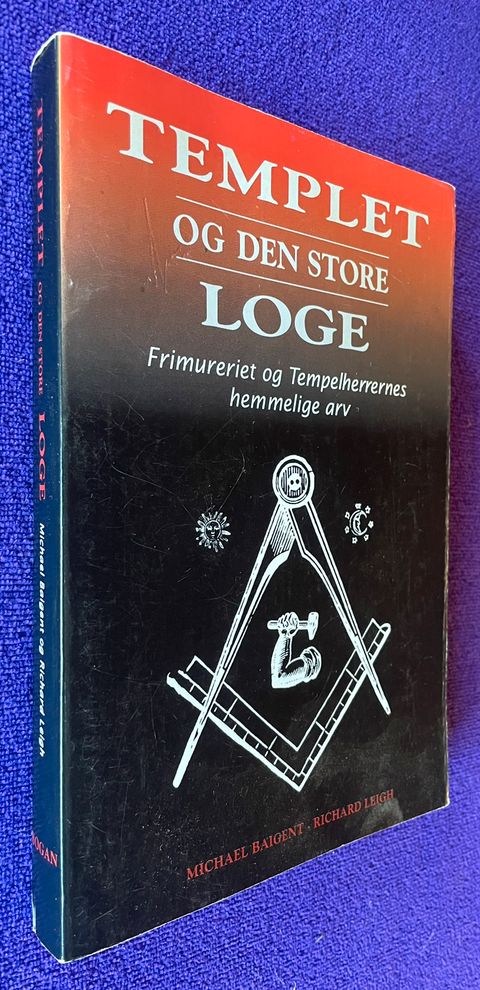 TEMPLET
OG DEN STORE
LOGE
Frimureriet og Tempelherrernes
hemmelige arv
MICHAEL BAIGENT . RICHARD LEIGH
TEMPLET OG DEN STORE LOGE Michael Baigent og Richard Leigh BOGAN